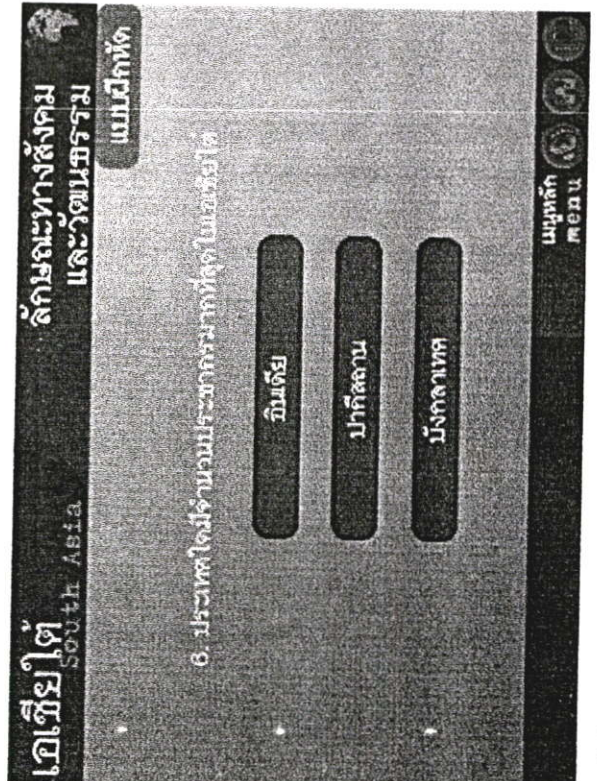 เอเชียใต้
South Asia
ลักษณะทางสังคม
และวัฒนธรรม
แบบฝึกหัด
6. ประเทศใดมีจำนวนประชากรมากที่สุดในเอเชียใต้
อินเดีย
ปากีสถาน
บังกลาเทศ
เมนูหลัก
menu